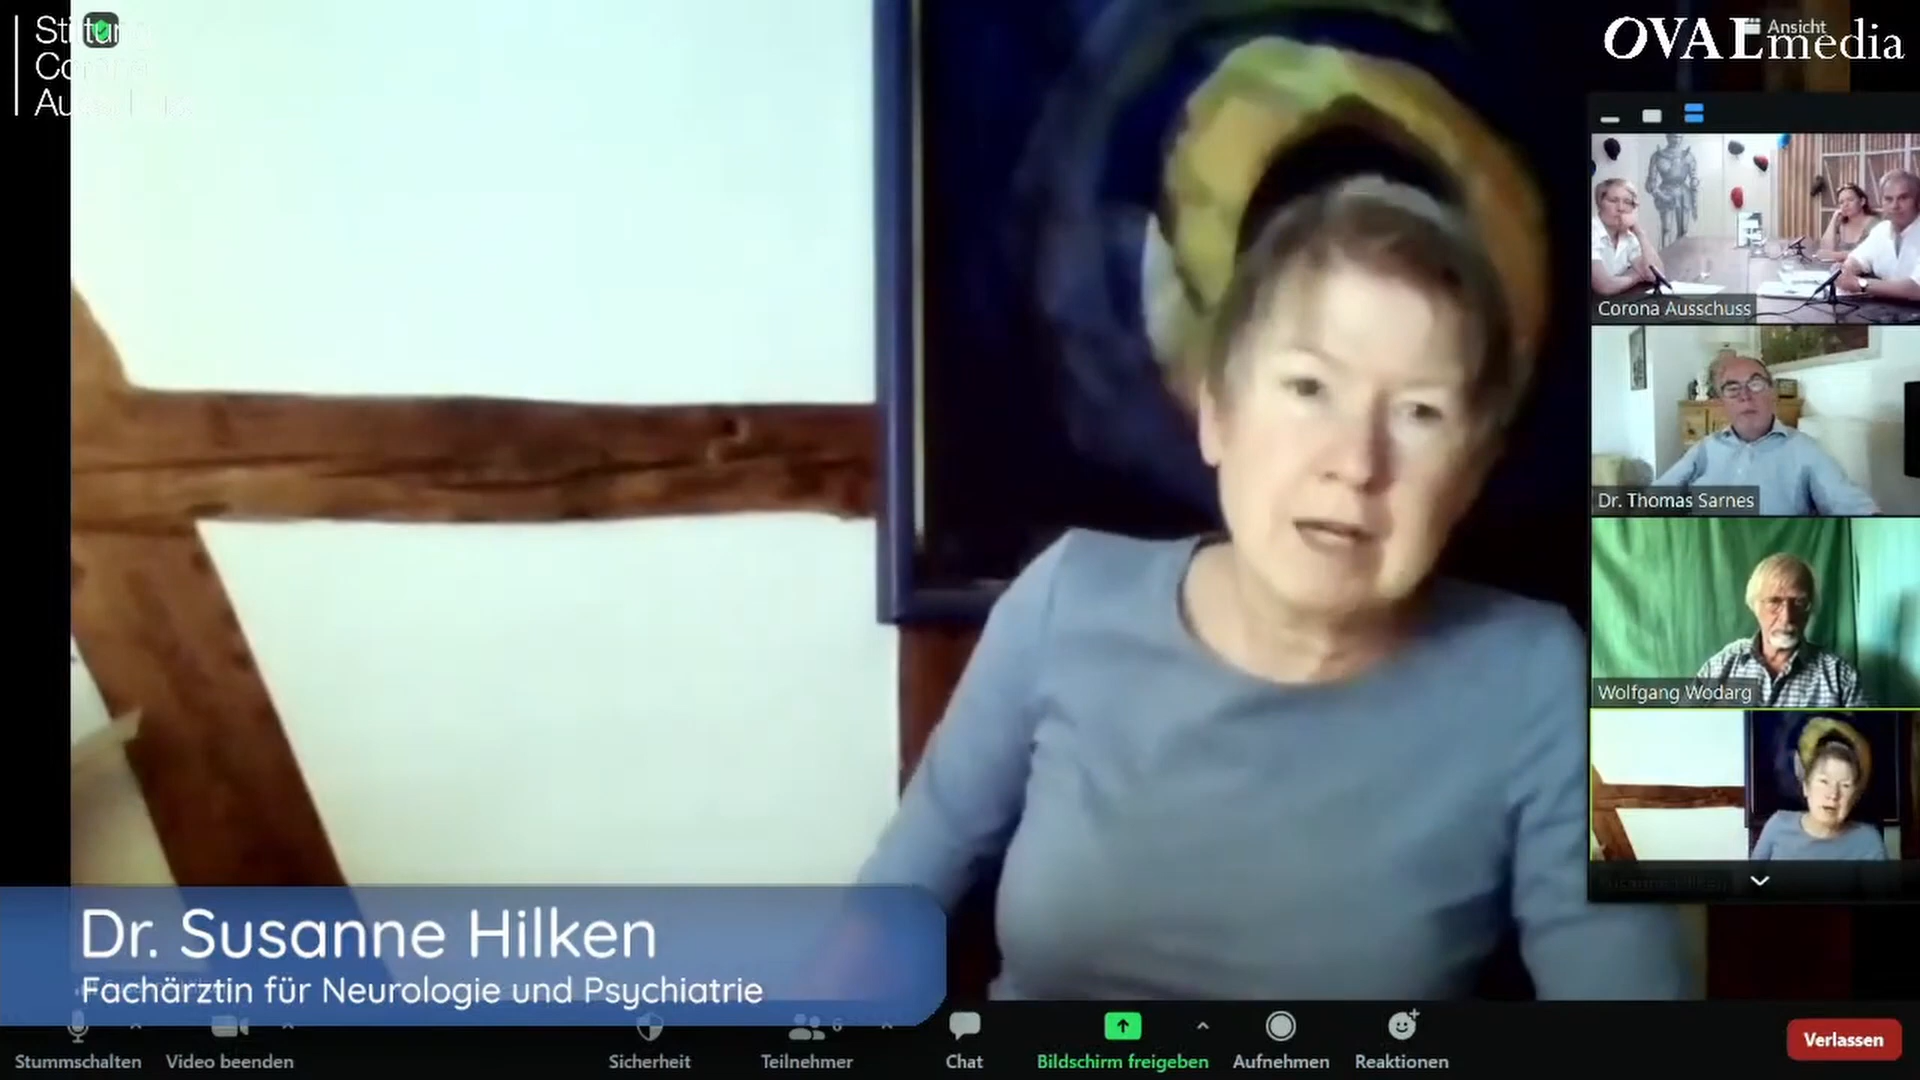 OVALmedia
Ansicht
Corona Ausschuss
Dr. Thomas Sarnes
Wolfgang Wodarg
Dr. Susanne Hilken
Fachärztin für Neurologie und Psychiatrie
6
Stummschalten
Video beenden
Sicherheit
Teilnehmer
Chat
Bildschirm freigeben
Aufnehmen
Reaktionen
Verlassen